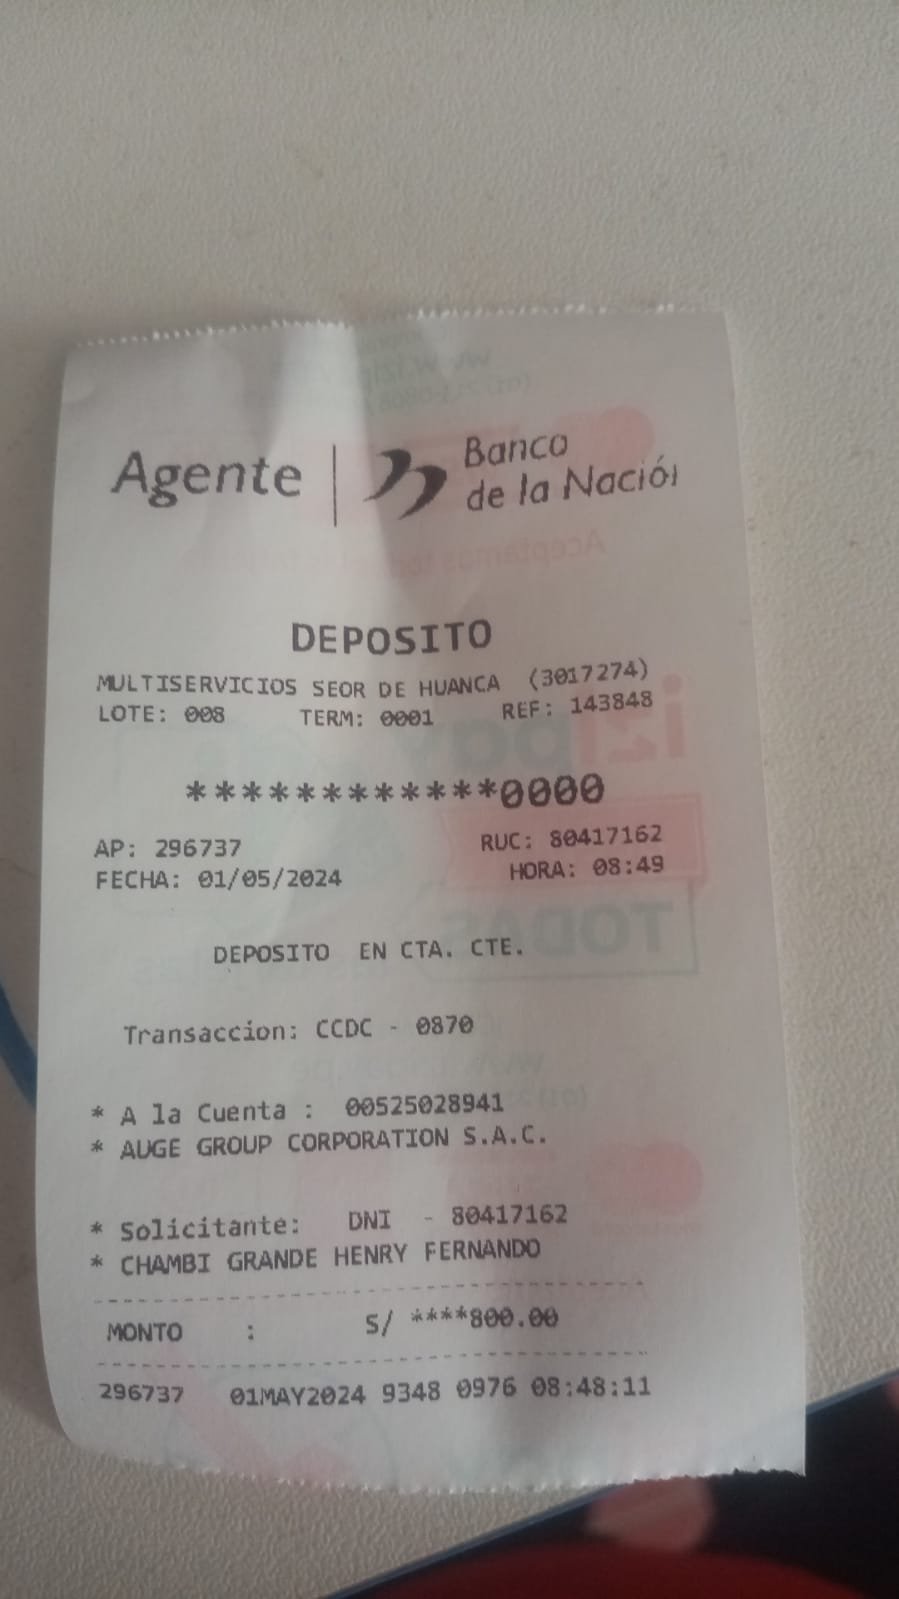 Agente | Banco
de la Nación
DEPOSITO
MULTISERVICIOS SEOR DE HUANCA (3017274)
LOTE: 008 TERM: 0001 REF: 143848
************0000
AP: 296737 RUC: 80417162
FECHA: 01/05/2024 HORA: 08:49
DEPOSITO EN CTA. CTE.
Transaccion: CCDC - 0870
* A la Cuenta : 00525028941
* AUGE GROUP CORPORATION S.A.C.
* Solicitante: DNI - 80417162
* CHAMBI GRANDE HENRY FERNANDO
MONTO : S/ ****800.00
296737 01MAY2024 9348 0976 08:48:11